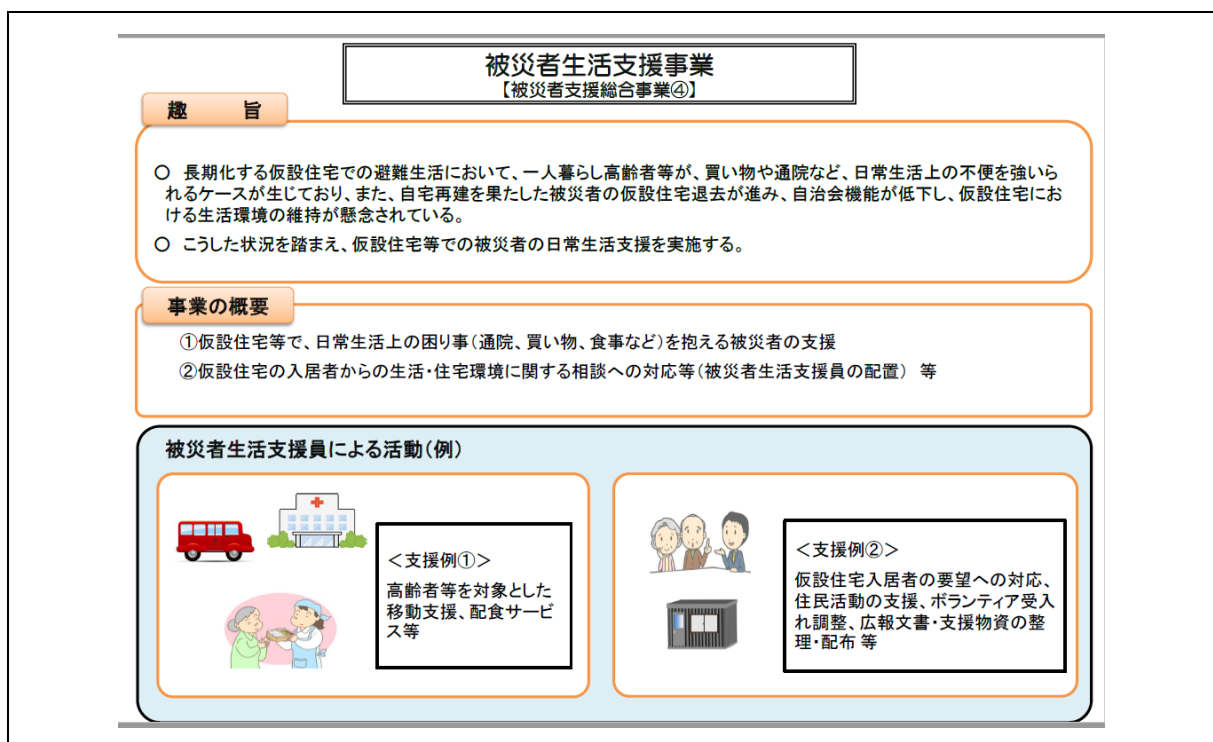 被災者生活支援事業
【被災者支援総合事業④】
趣　　旨
○　長期化する仮設住宅での避難生活において、一人暮らし高齢者等が、買い物や通院など、日常生活上の不便を強いら
れるケースが生じており、また、自宅再建を果たした被災者の仮設住宅退去が進み、自治会機能が低下し、仮設住宅にお
ける生活環境の維持が懸念されている。
○　こうした状況を踏まえ、仮設住宅等での被災者の日常生活支援を実施する。
事業の概要
①仮設住宅等で、日常生活上の困り事（通院、買い物、食事など）を抱える被災者の支援
②仮設住宅の入居者からの生活・住宅環境に関する相談への対応等（被災者生活支援員の配置）　等
被災者生活支援員による活動（例）
＜支援例①＞
高齢者等を対象とした
移動支援、配食サービ
ス等
＜支援例②＞
仮設住宅入居者の要望への対応、
住民活動の支援、ボランティア受入
れ調整、広報文書・支援物資の整
理・配布 等